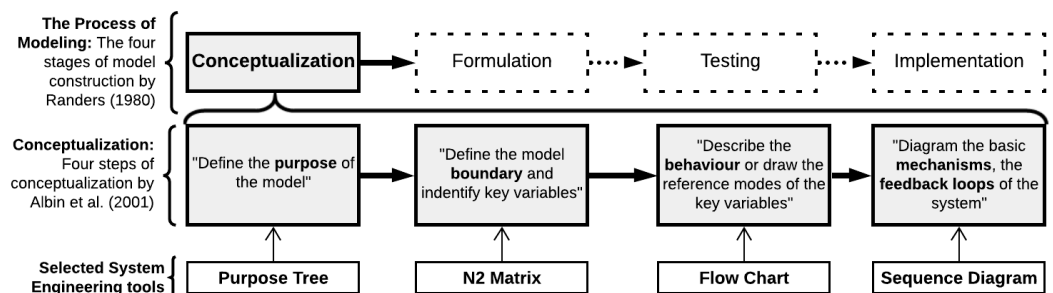 The Process of
Modeling: The four
stages of model
construction by
Randers (1980)
Conceptualization
Formulation
Testing
Implementation
Conceptualization:
Four steps of
conceptualization by
Albin et al. (2001)
"Define the purpose of
the model"
"Define the model
boundary and
indentify key variables"
"Describe the
behaviour or draw the
reference modes of the
key variables"
"Diagram the basic
mechanisms, the
feedback loops of the
system"
Selected System
Engineering tools
Purpose Tree
N2 Matrix
Flow Chart
Sequence Diagram